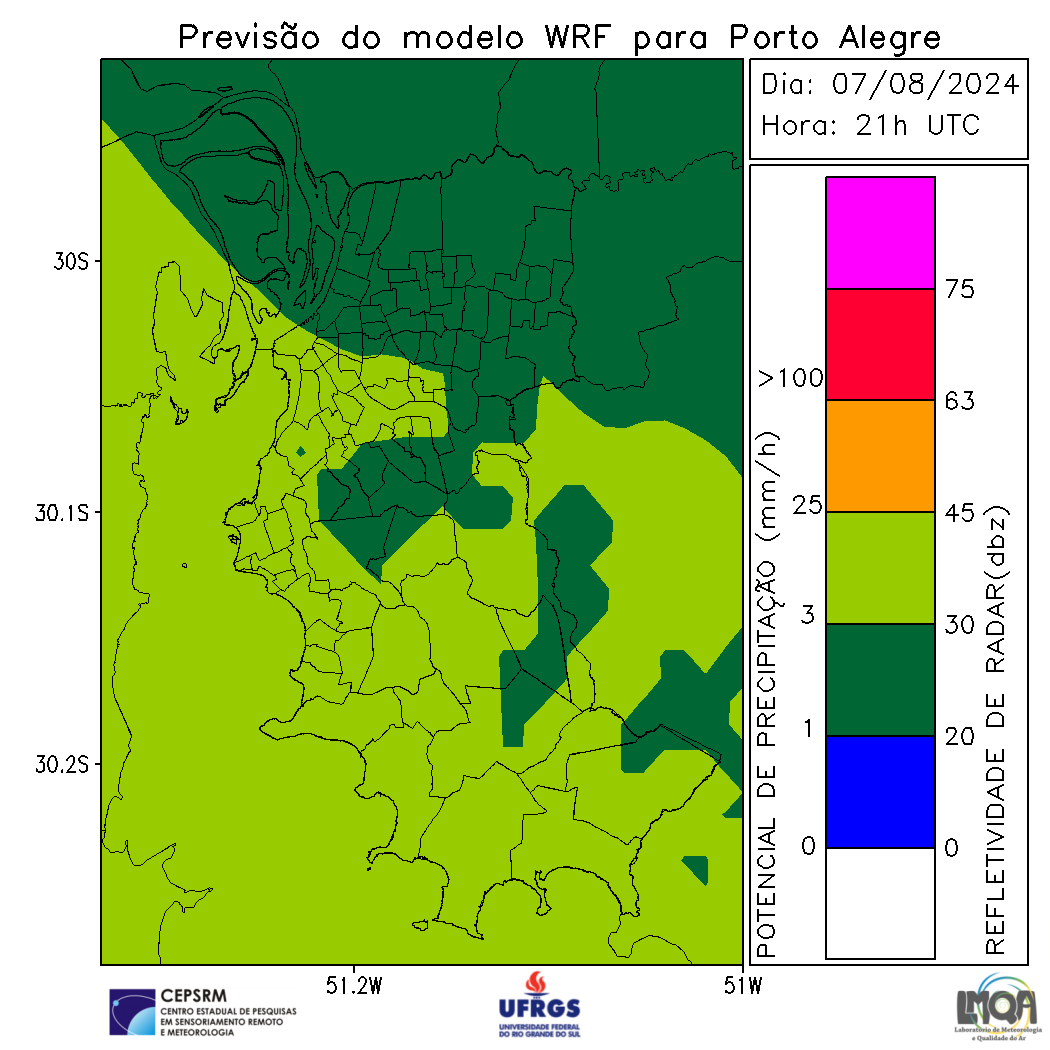 Previsão do modelo WRF para Porto Alegre
Dia: 07/08/2024
Hora: 21h UTC
30S
30.1S
30.2S
51.2W
51W
POTENCIAL DE PRECIPITAÇÃO (mm/h)
>100
25
3
1
0
75
63
45
30
20
0
REFLETIVIDADE DE RADAR(dbz)
CEPSRM
CENTRO ESTADUAL DE PESQUISAS
EM SENSORIAMENTO REMOTO
E METEOROLOGIA
UFRGS
UNIVERSIDADE FEDERAL
DO RIO GRANDE DO SUL
LMQA
Laboratório de Meteorologia
e Qualidade do Ar